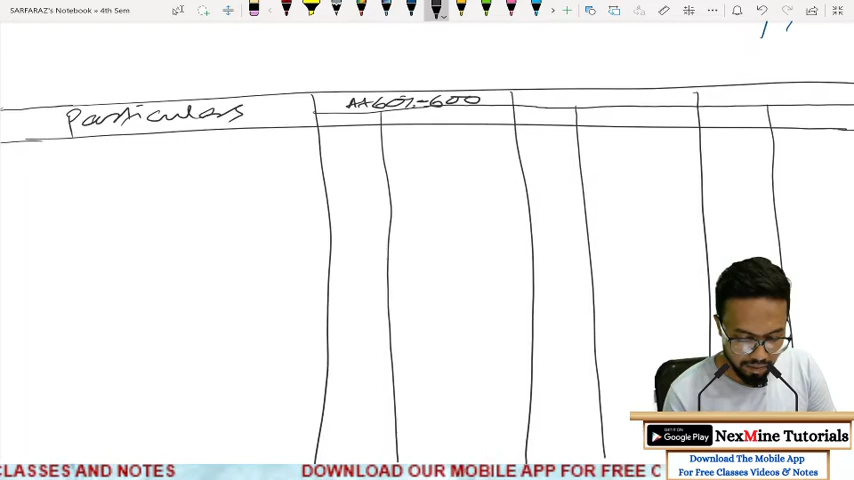 SARFARAZ's Notebook » 4th Sem
Particulars
AA60%-600
GET IT ON
Google Play
NexMine Tutorials
Download The Mobile App
For Free Classes Videos & Notes
CLASSES AND NOTES
DOWNLOAD OUR MOBILE APP FOR FREE C